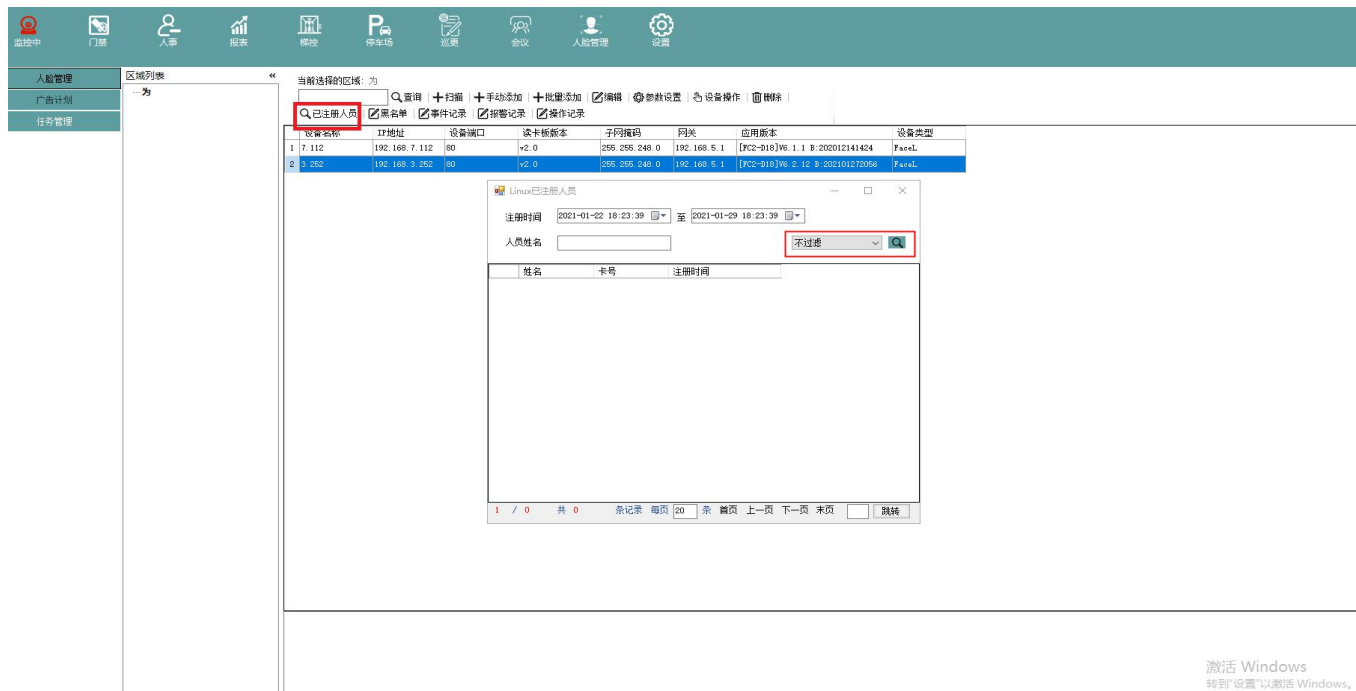 监控中 门禁 人事 报表 梯控 停车场 巡更 会议 人脸管理 设置
人脸管理
广告计划
任务管理
区域列表 «
为
当前选择的区域: 为
查询 扫描 手动添加 批量添加 编辑 参数设置 设备操作 删除
已注册人员 黑名单 事件记录 报警记录 操作记录
设备名称 IP地址 设备端口 读卡板版本 子网掩码 网关 应用版本 设备类型
1 7.112 192.168.7.112 80 v2.0 255.255.248.0 192.168.5.1 [FC2-D18]V6.1.1 B:202012141424 FaceL
2 3.252 192.168.3.252 80 v2.0 255.255.248.0 192.168.5.1 [FC2-D18]V6.2.12 B:202101272056 FaceL
Linux已注册人员
注册时间 2021-01-22 18:23:39 至 2021-01-29 18:23:39
人员姓名 不过滤
姓名 卡号 注册时间
1 / 0 共 0 条记录 每页 20 条 首页 上一页 下一页 末页 跳转
激活 Windows
转到"设置"以激活 Windows。